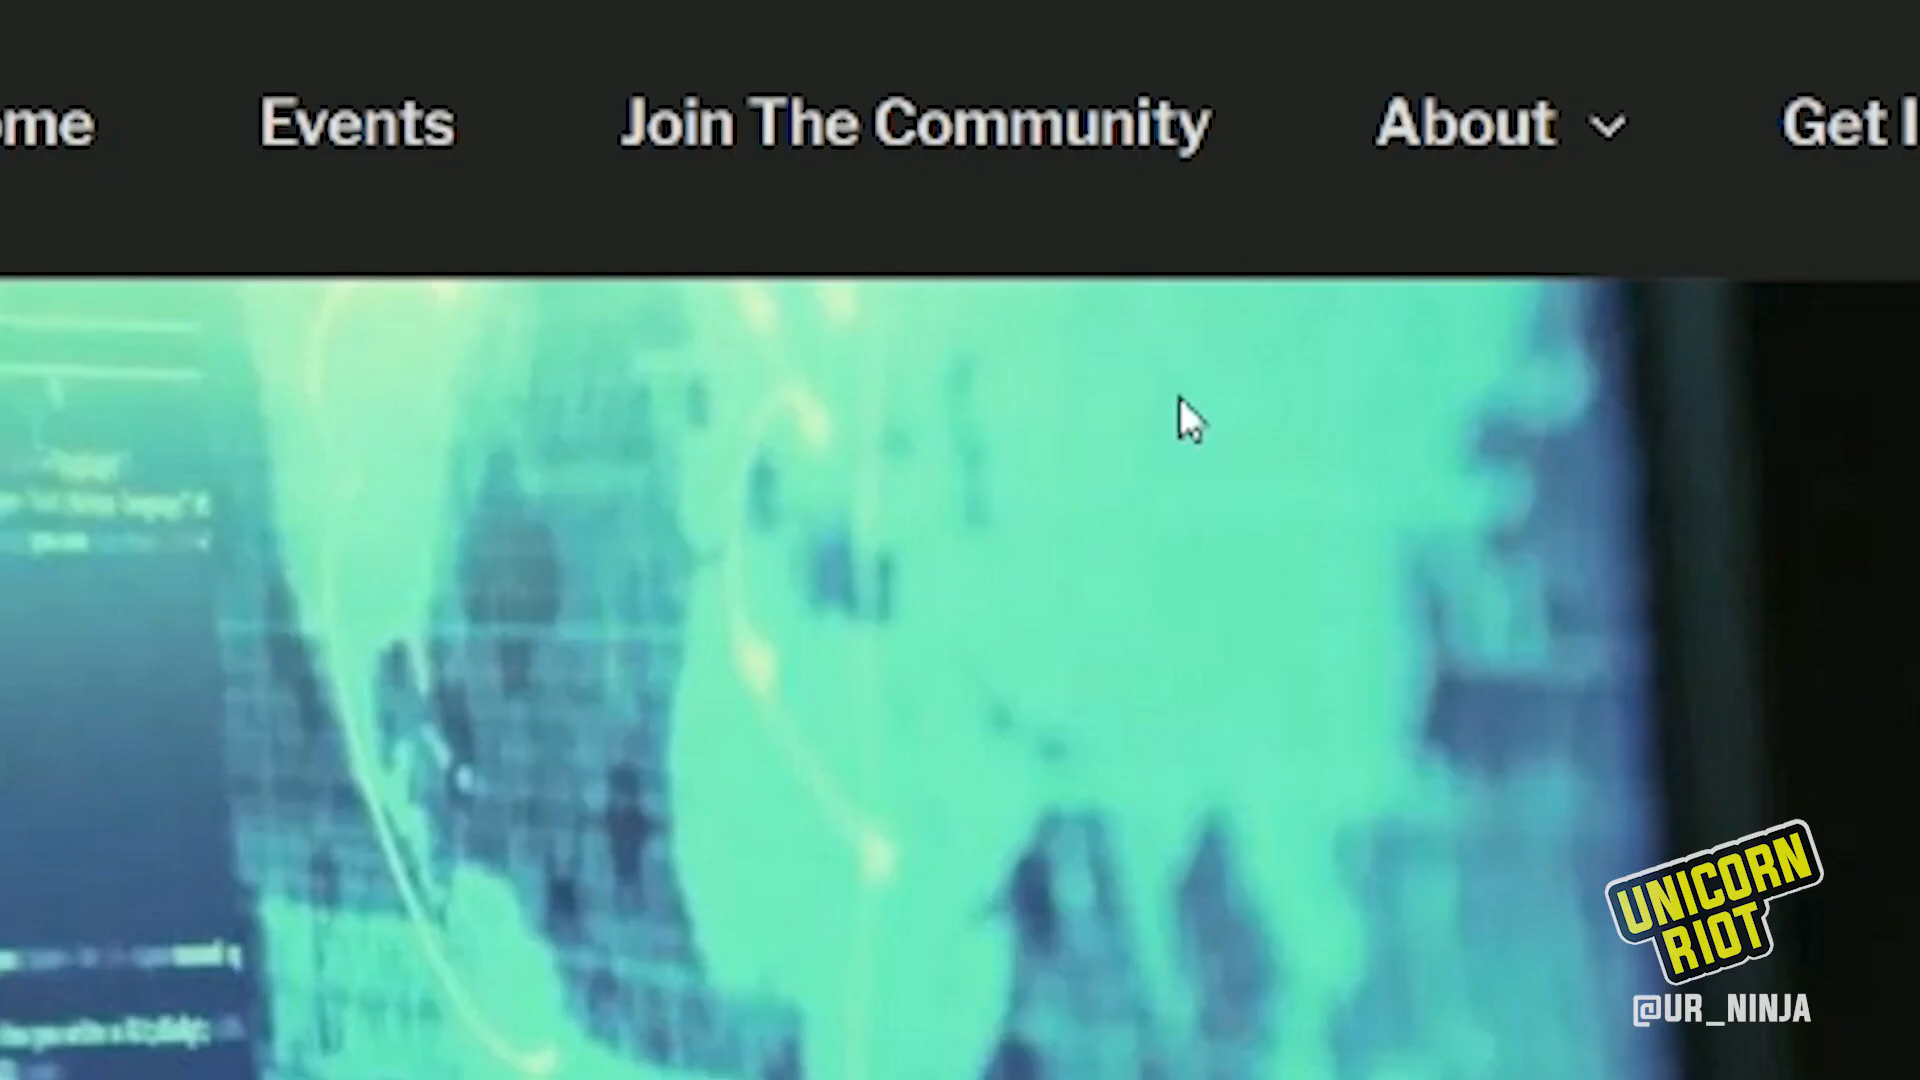 ome Events Join The Community About Get I
UNICORN
RIOT
@UR_NINJA